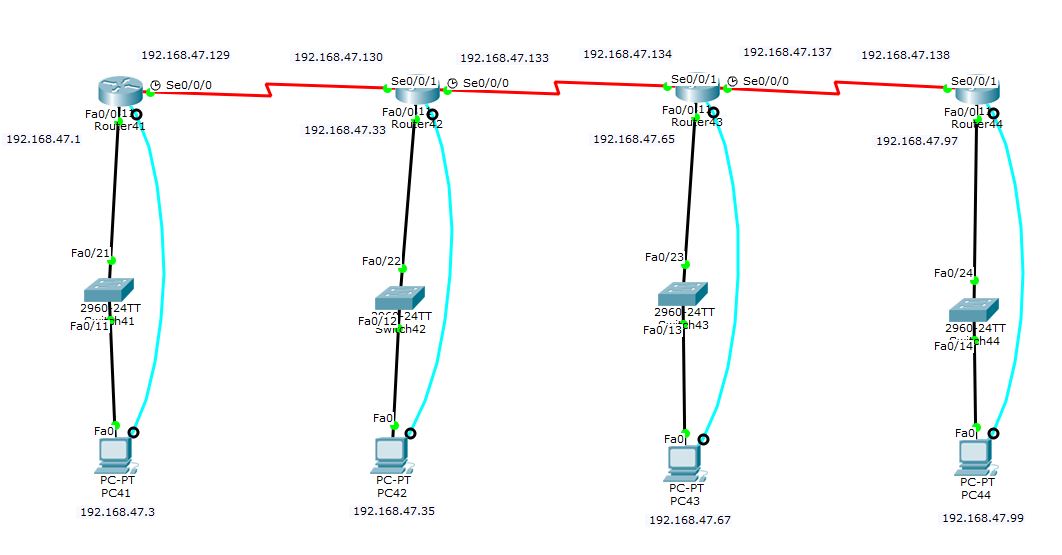 192.168.47.129
192.168.47.130
192.168.47.133
192.168.47.134
192.168.47.137
192.168.47.138
Se0/0/0
Se0/0/1
Se0/0/0
Se0/0/1
Se0/0/0
Se0/0/1
Fa0/0
Router41
Fa0/0
Router42
Fa0/0
Router43
Fa0/0
Router44
192.168.47.1
192.168.47.33
192.168.47.65
192.168.47.97
Fa0/21
Fa0/22
Fa0/23
Fa0/24
2960-24TT
Switch41
2960-24TT
Switch42
2960-24TT
Switch43
2960-24TT
Switch44
Fa0/11
Fa0/12
Fa0/13
Fa0/14
Fa0
Fa0
Fa0
Fa0
PC-PT
PC41
PC-PT
PC42
PC-PT
PC43
PC-PT
PC44
192.168.47.3
192.168.47.35
192.168.47.67
192.168.47.99